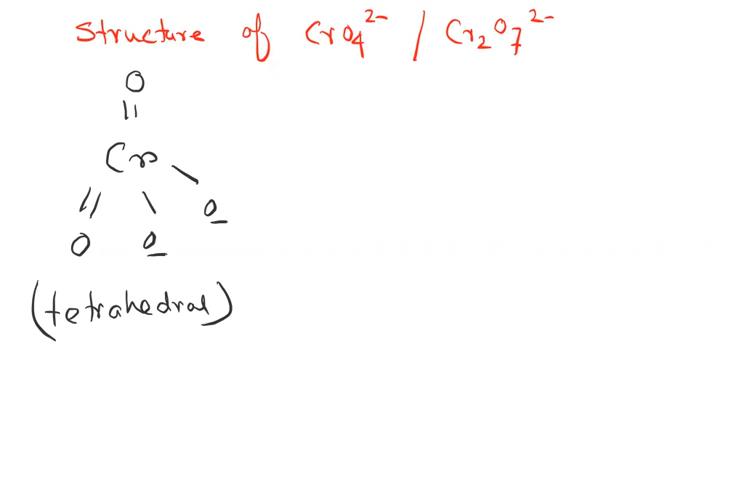 Structure of CrO4^2- / Cr2O7^2-
O
Cr
O O O
(tetrahedral)